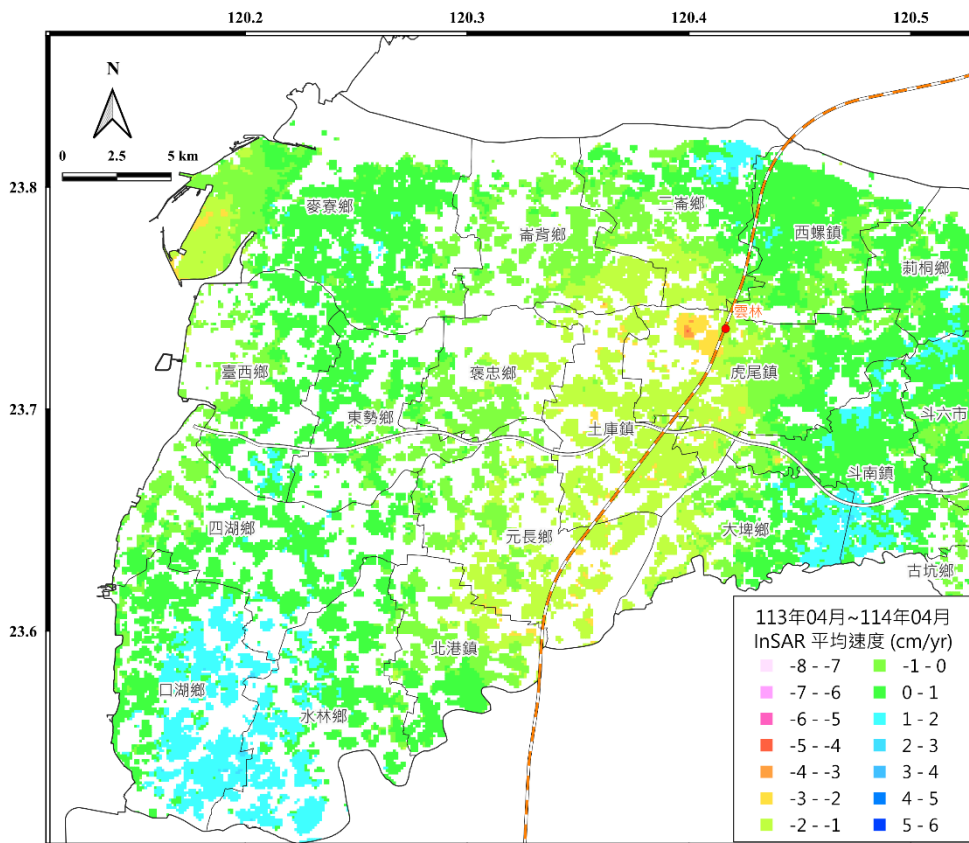 120.2 120.3 120.4 120.5
N
0 2.5 5 km
23.8
麥寮鄉
二崙鄉
崙背鄉
西螺鎮
莿桐鄉
雲林
臺西鄉
褒忠鄉
虎尾鎮
23.7
東勢鄉
土庫鎮
斗六市
斗南鎮
四湖鄉
元長鄉
大埤鄉
古坑鄉
23.6
北港鎮
口湖鄉
水林鄉
113年04月~114年04月
InSAR 平均速度 (cm/yr)
-8 - -7 -1 - 0
-7 - -6 0 - 1
-6 - -5 1 - 2
-5 - -4 2 - 3
-4 - -3 3 - 4
-3 - -2 4 - 5
-2 - -1 5 - 6